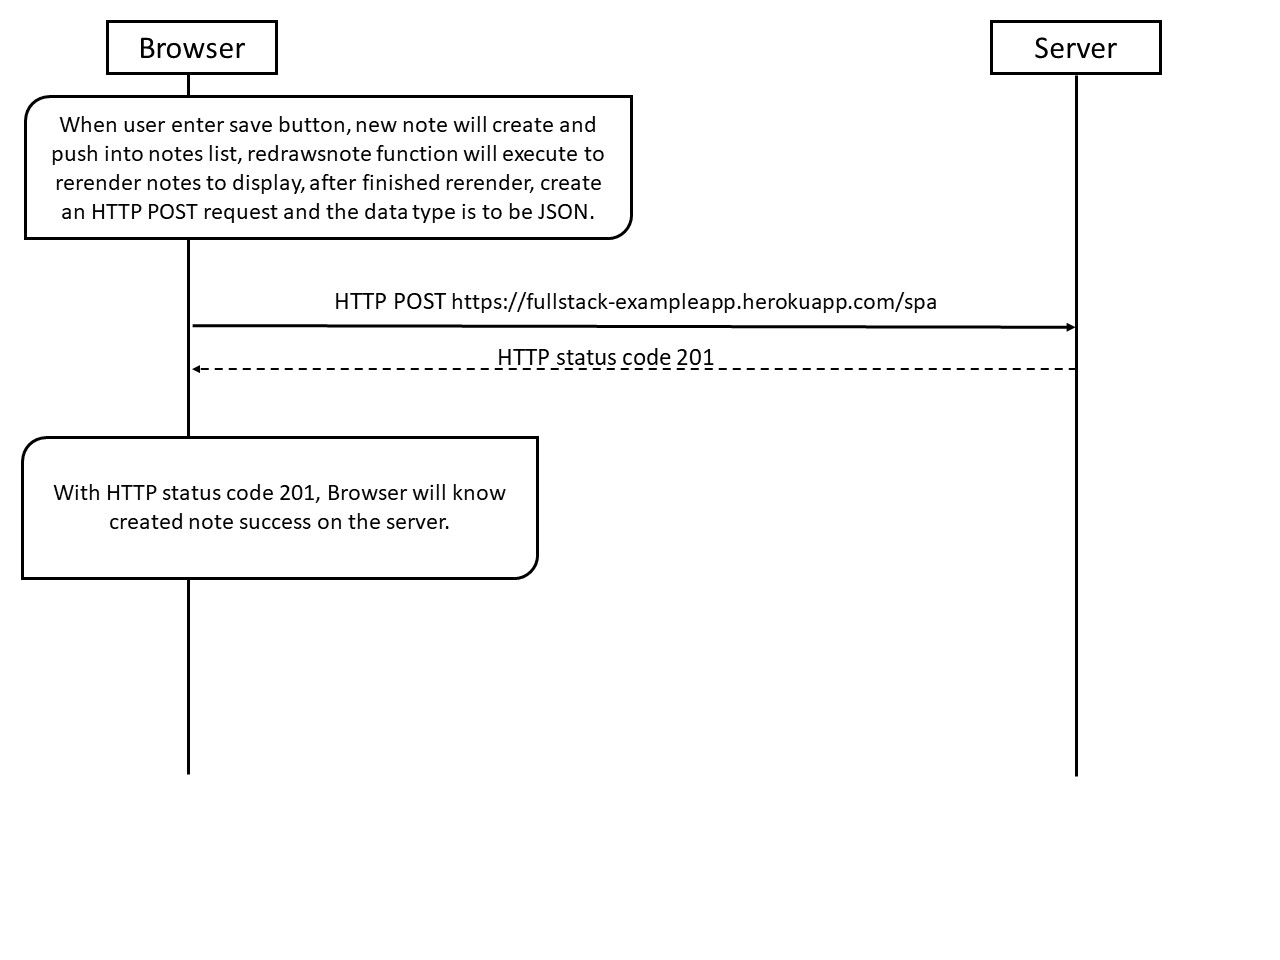 Browser
Server
When user enter save button, new note will create and
push into notes list, redrawsnote function will execute to
rerender notes to display, after finished rerender, create
an HTTP POST request and the data type is to be JSON.
HTTP POST https://fullstack-exampleapp.herokuapp.com/spa
HTTP status code 201
With HTTP status code 201, Browser will know
created note success on the server.